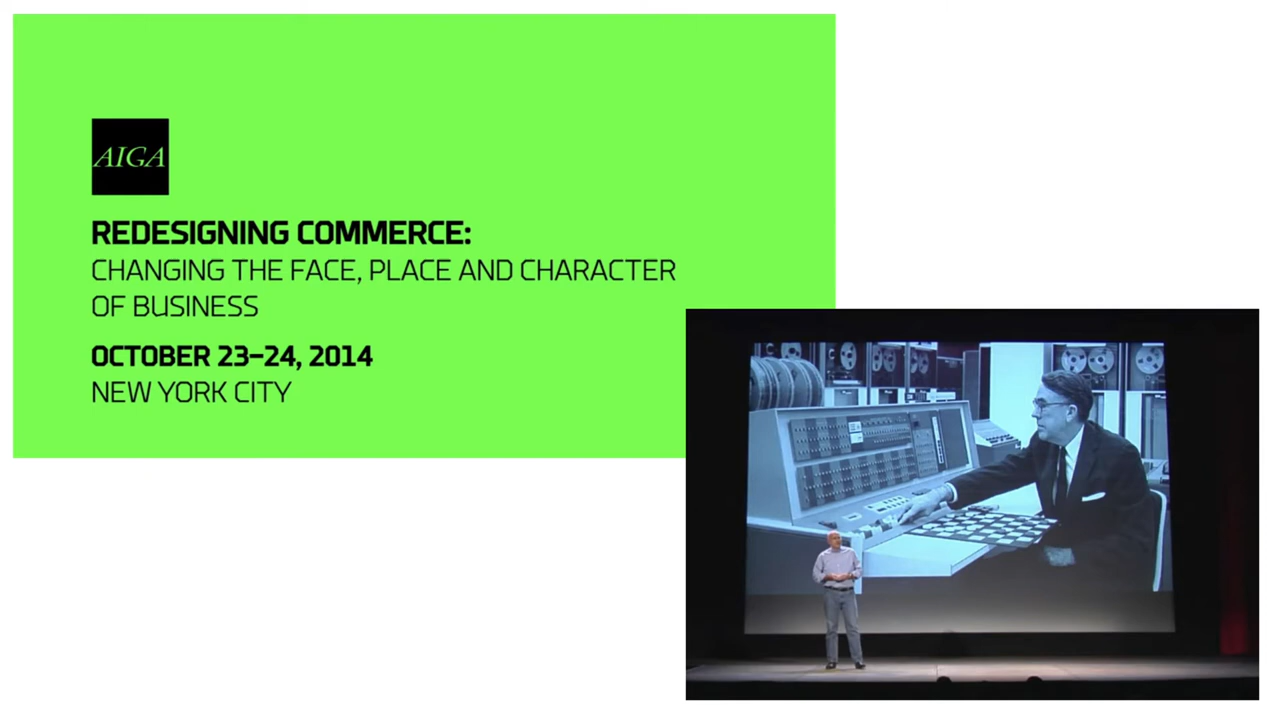 AIGA
REDESIGNING COMMERCE:
CHANGING THE FACE, PLACE AND CHARACTER
OF BUSINESS
OCTOBER 23–24, 2014
NEW YORK CITY